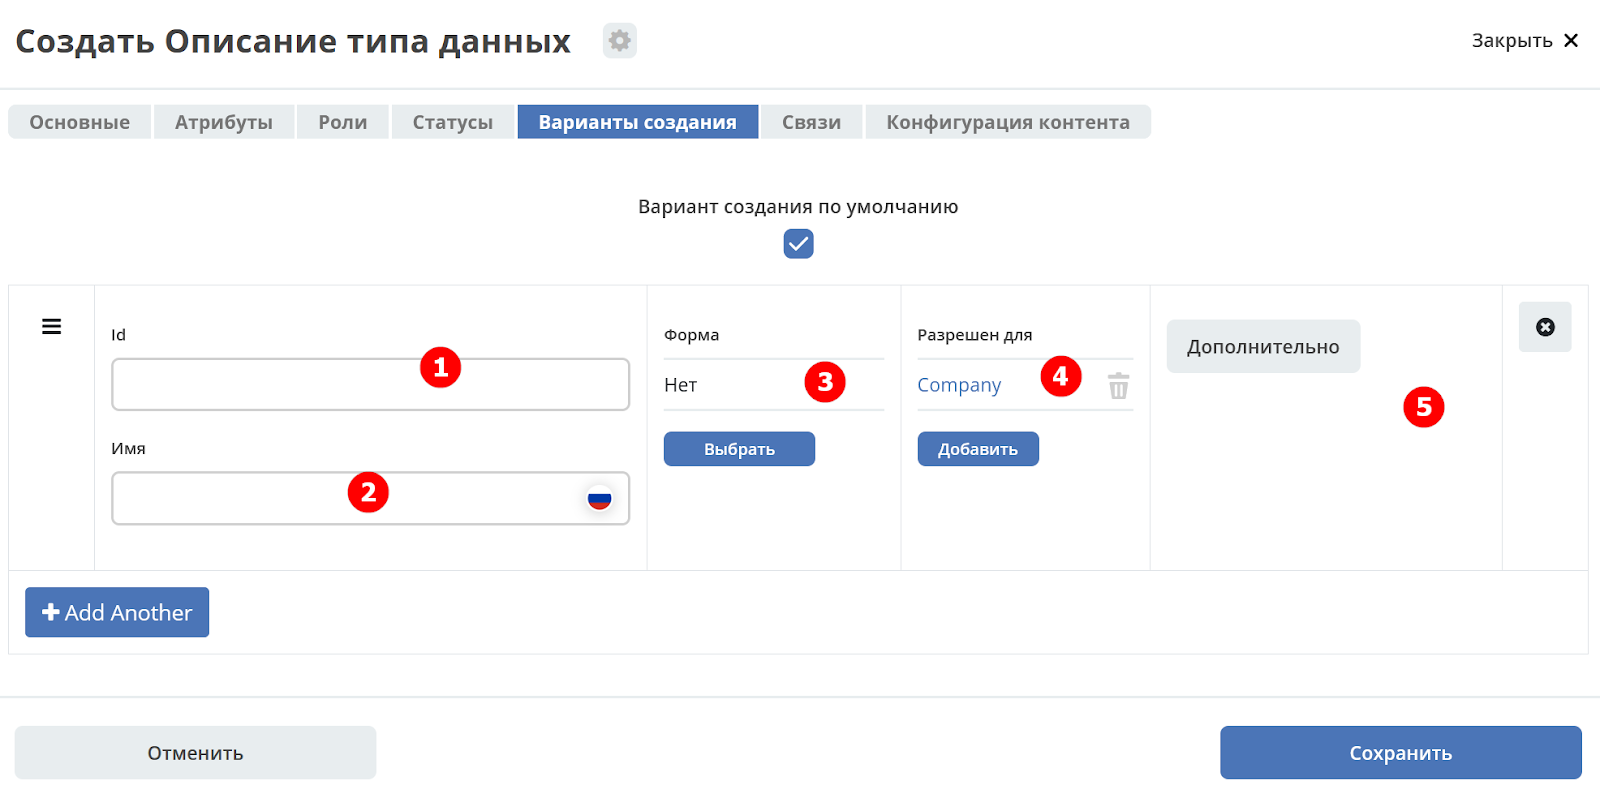 Создать Описание типа данных
Закрыть
Основные Атрибуты Роли Статусы Варианты создания Связи Конфигурация контента
Вариант создания по умолчанию
Id
1
Имя
2
Форма
Нет
3
Выбрать
Разрешен для
Company
4
Добавить
Дополнительно
5
Add Another
Отменить
Сохранить